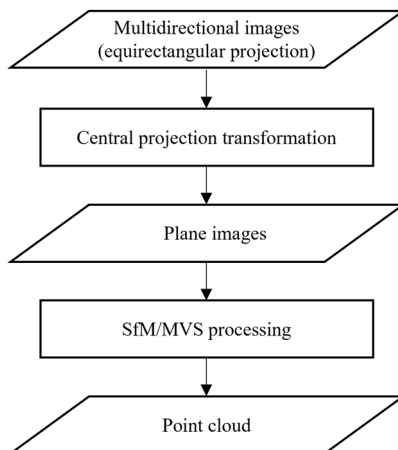 Multidirectional images
(equirectangular projection)
Central projection transformation
Plane images
SfM/MVS processing
Point cloud